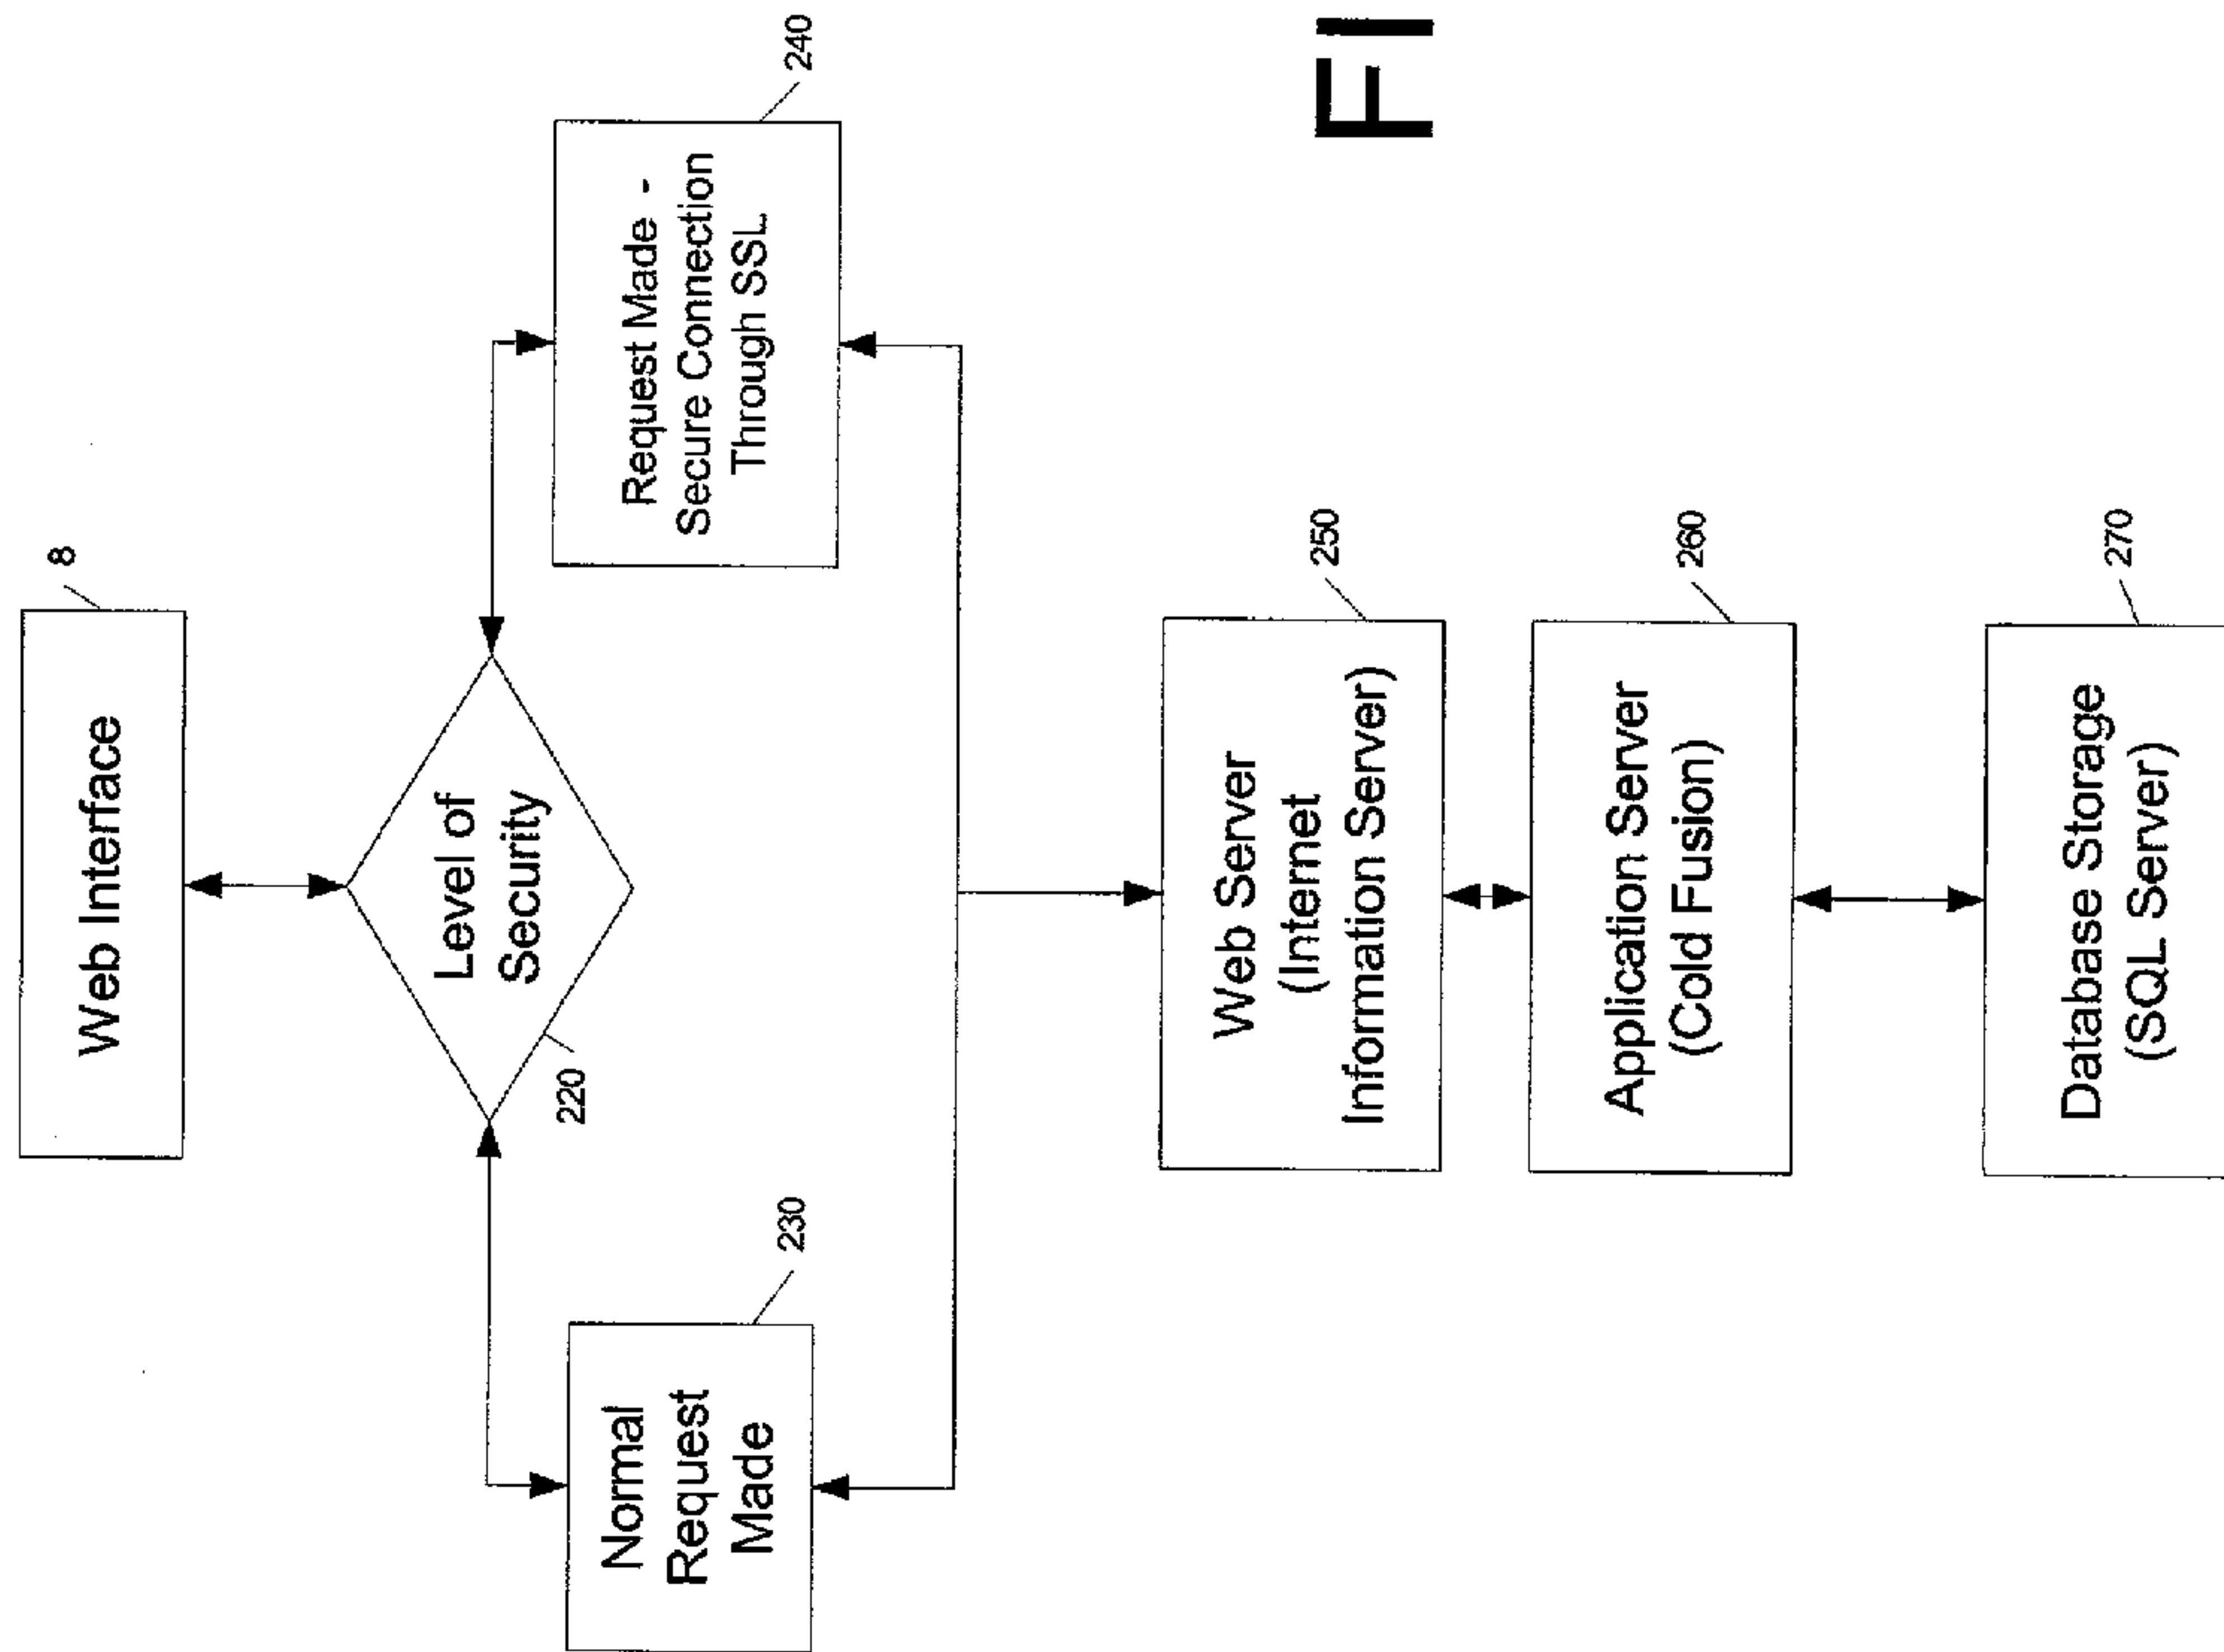 Web Interface
8
Level of
Security
220
Normal
Request
Made
230
Request Made -
Secure Connection
Through SSL
240
Web Server
(Internet
Information Server)
250
Application Server
(Cold Fusion)
260
Database Storage
(SQL Server)
270
FI